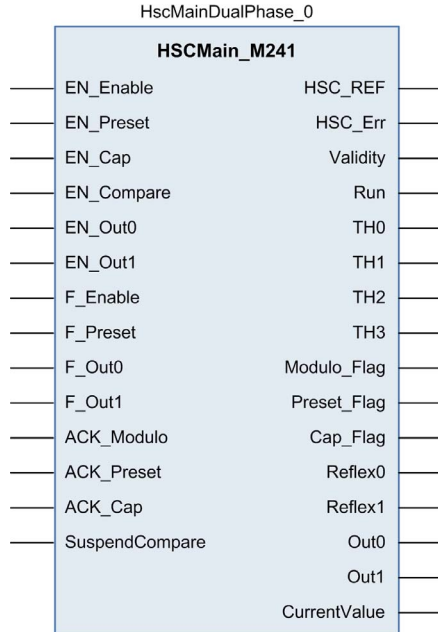 HscMainDualPhase_0
HSCMain_M241
EN_Enable HSC_REF
EN_Preset HSC_Err
EN_Cap Validity
EN_Compare Run
EN_Out0 TH0
EN_Out1 TH1
F_Enable TH2
F_Preset TH3
F_Out0 Modulo_Flag
F_Out1 Preset_Flag
ACK_Modulo Cap_Flag
ACK_Preset Reflex0
ACK_Cap Reflex1
SuspendCompare Out0
Out1
CurrentValue